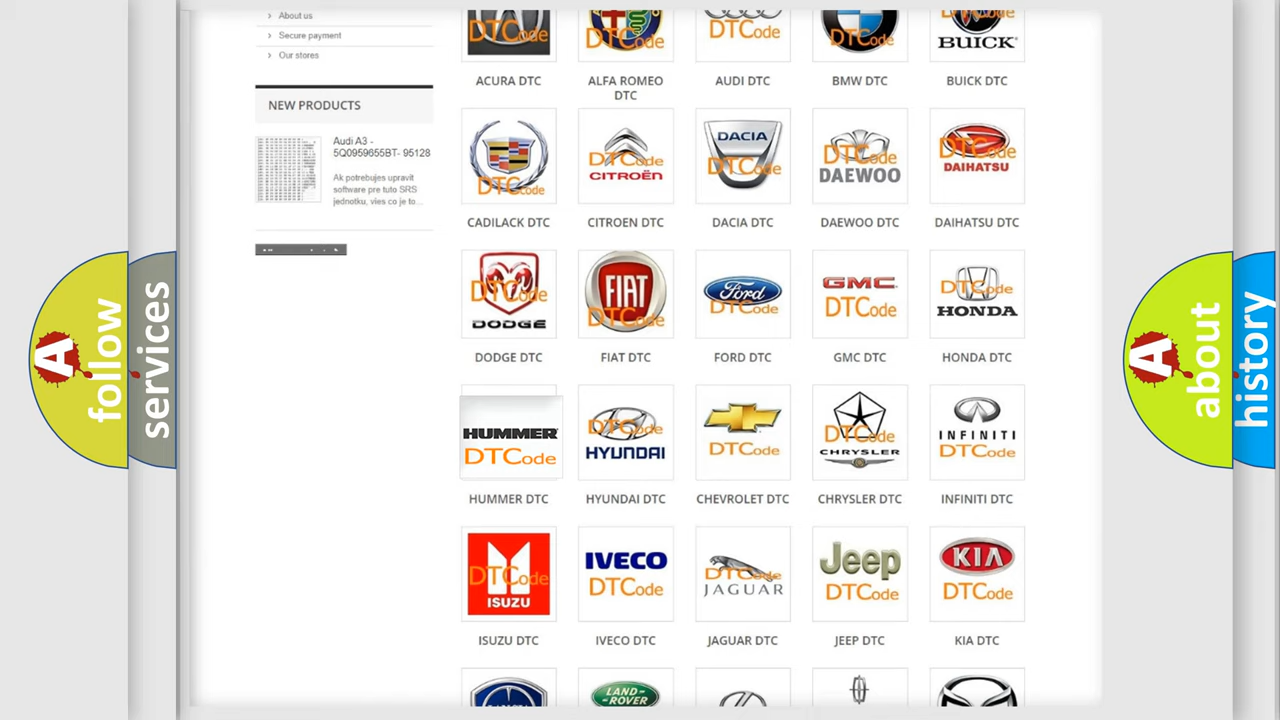 About us
Secure payment
Our stores
NEW PRODUCTS
Audi A3 -
5Q0959655BT- 95128
Ak potrebujes upravit
software pre tuto SRS
jednotku, vies co je to...
A follow
services
DTCode
DTCode
DTCode
DTCode
DTCode
BUICK
ACURA DTC
ALFA ROMEO
DTC
AUDI DTC
BMW DTC
BUICK DTC
DTCode
DTCode
CITROËN
DACIA
DTCode
DTCode
DAEWOO
DTCode
DAIHATSU
CADILACK DTC
CITROEN DTC
DACIA DTC
DAEWOO DTC
DAIHATSU DTC
DTCode
DODGE
FIAT
DTCode
Ford
DTCode
GMC
DTCode
DTCode
HONDA
DODGE DTC
FIAT DTC
FORD DTC
GMC DTC
HONDA DTC
HUMMER
DTCode
DTCode
HYUNDAI
DTCode
DTCode
CHRYSLER
INFINITI
DTCode
HUMMER DTC
HYUNDAI DTC
CHEVROLET DTC
CHRYSLER DTC
INFINITI DTC
DTCode
ISUZU
IVECO
DTCode
DTCode
JAGUAR
Jeep
DTCode
KIA
DTCode
ISUZU DTC
IVECO DTC
JAGUAR DTC
JEEP DTC
KIA DTC
LAND-
ROVER
A about
history